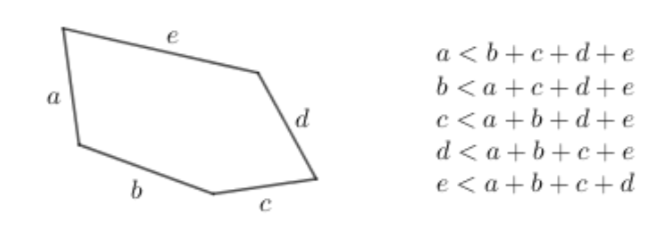 e
a
d
b
c
a < b + c + d + e
b < a + c + d + e
c < a + b + d + e
d < a + b + c + e
e < a + b + c + d